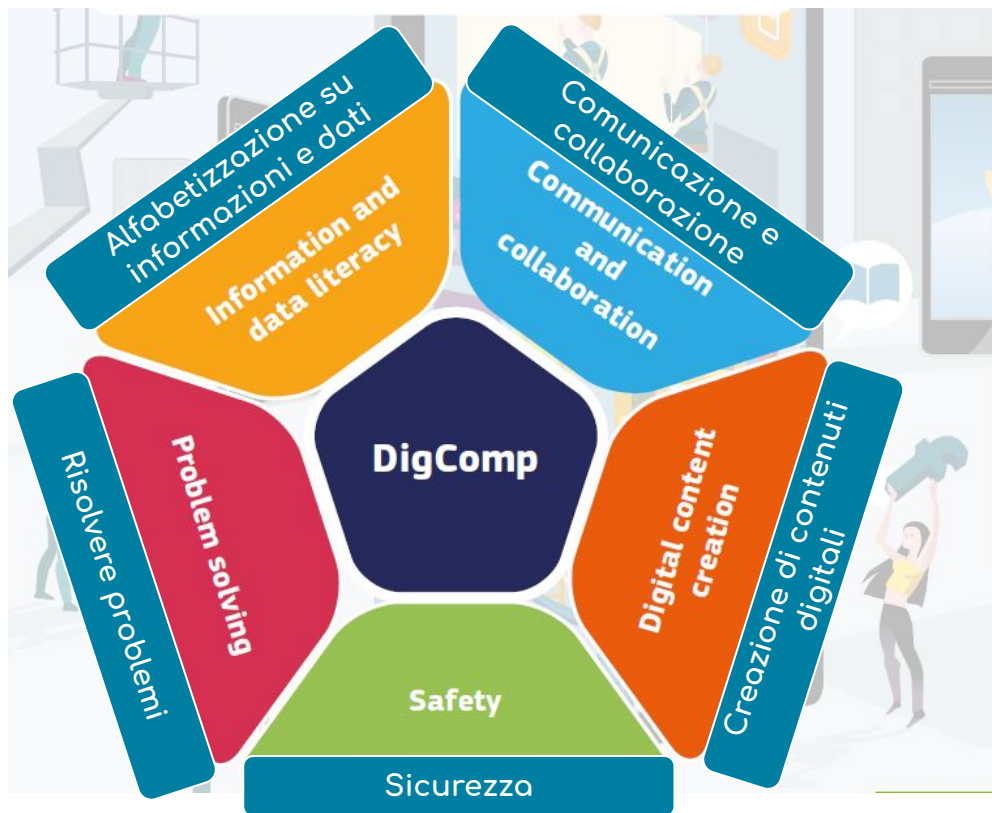 Alfabetizzazione su
informazioni e dati
Information and
data literacy
Comunicazione e
collaborazione
Communication
and
collaboration
Risolvere problemi
Problem solving
DigComp
Digital content
creation
Creazione di contenuti
digitali
Safety
Sicurezza